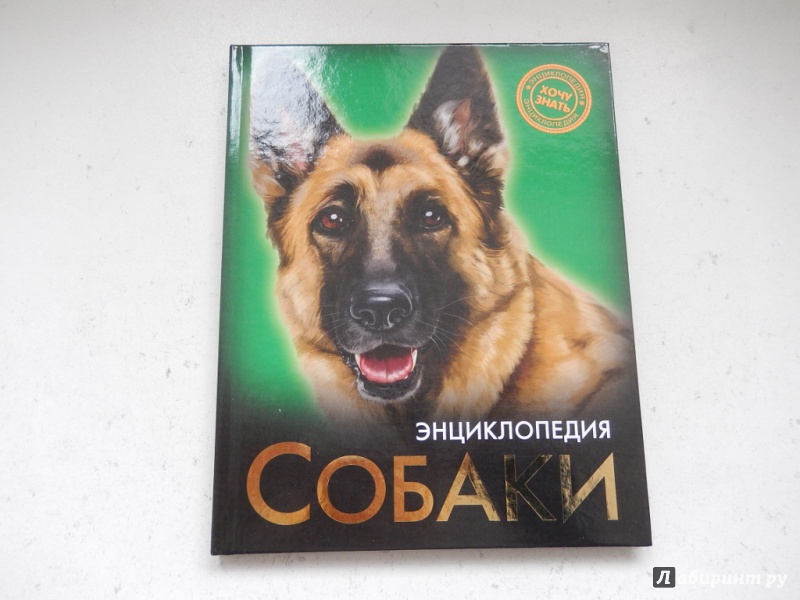 ЭНЦИКЛОПЕДИЯ
ХОЧУ
ЗНАТЬ
ЭНЦИКЛОПЕДИЯ
ЭНЦИКЛОПЕДИЯ
СОБАКИ
Лабиринт.ру